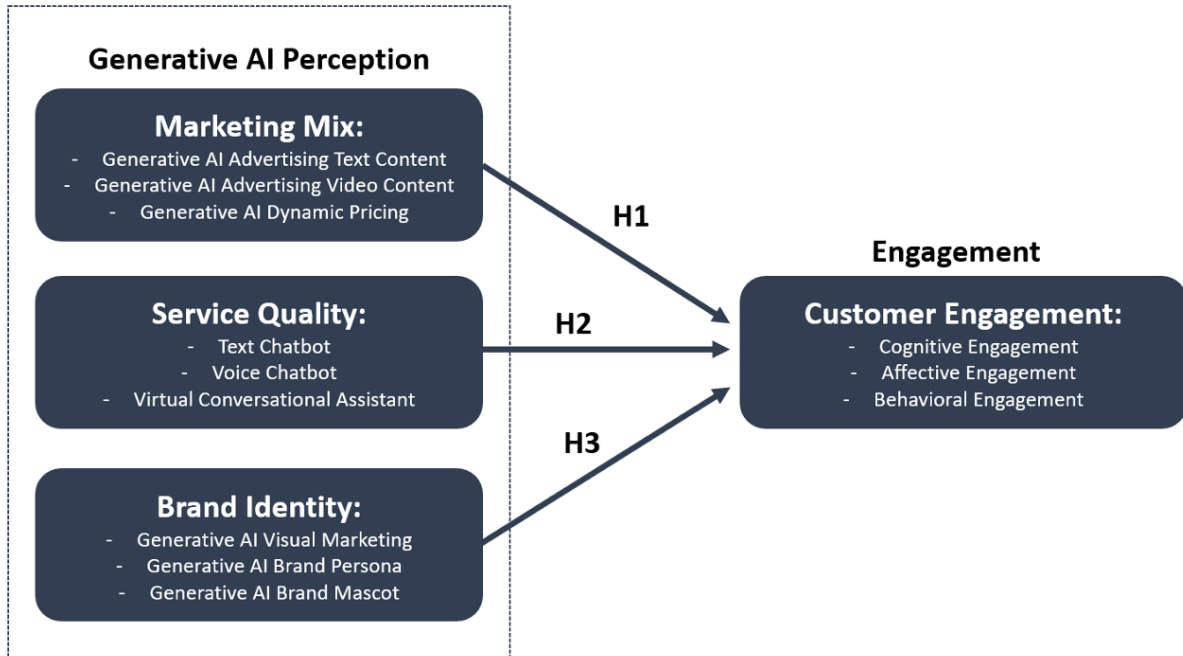 Generative AI Perception
Marketing Mix:
- Generative AI Advertising Text Content
- Generative AI Advertising Video Content
- Generative AI Dynamic Pricing
H1
Engagement
Service Quality:
- Text Chatbot
- Voice Chatbot
- Virtual Conversational Assistant
H2
Customer Engagement:
- Cognitive Engagement
- Affective Engagement
- Behavioral Engagement
H3
Brand Identity:
- Generative AI Visual Marketing
- Generative AI Brand Persona
- Generative AI Brand Mascot